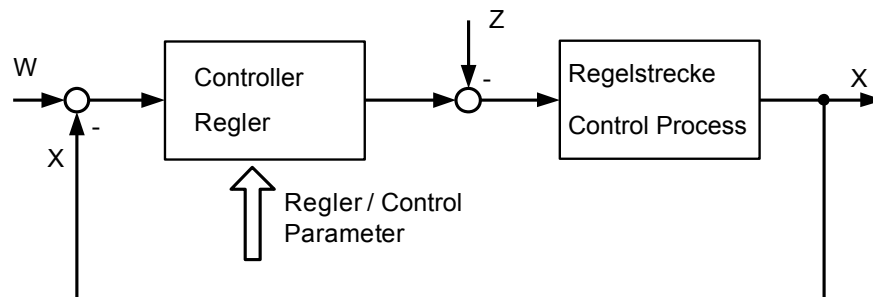 W
-
X
Controller
Regler
Regler / Control
Parameter
Z
-
Regelstrecke
Control Process
X